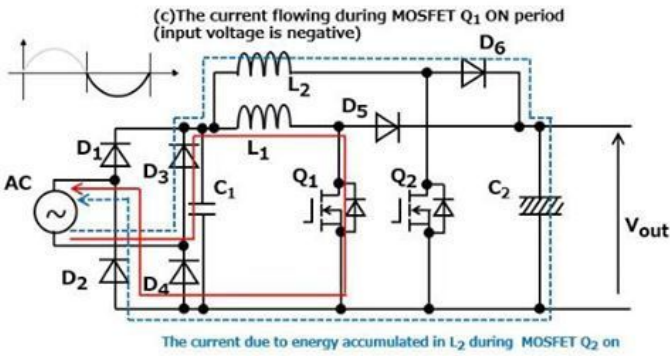 (c)The current flowing during MOSFET Q1 ON period
(input voltage is negative)
D6
L2
D5
D1
D3
L1
AC
C1
Q1
Q2
C2
Vout
D2
D4
The current due to energy accumulated in L2 during MOSFET Q2 on